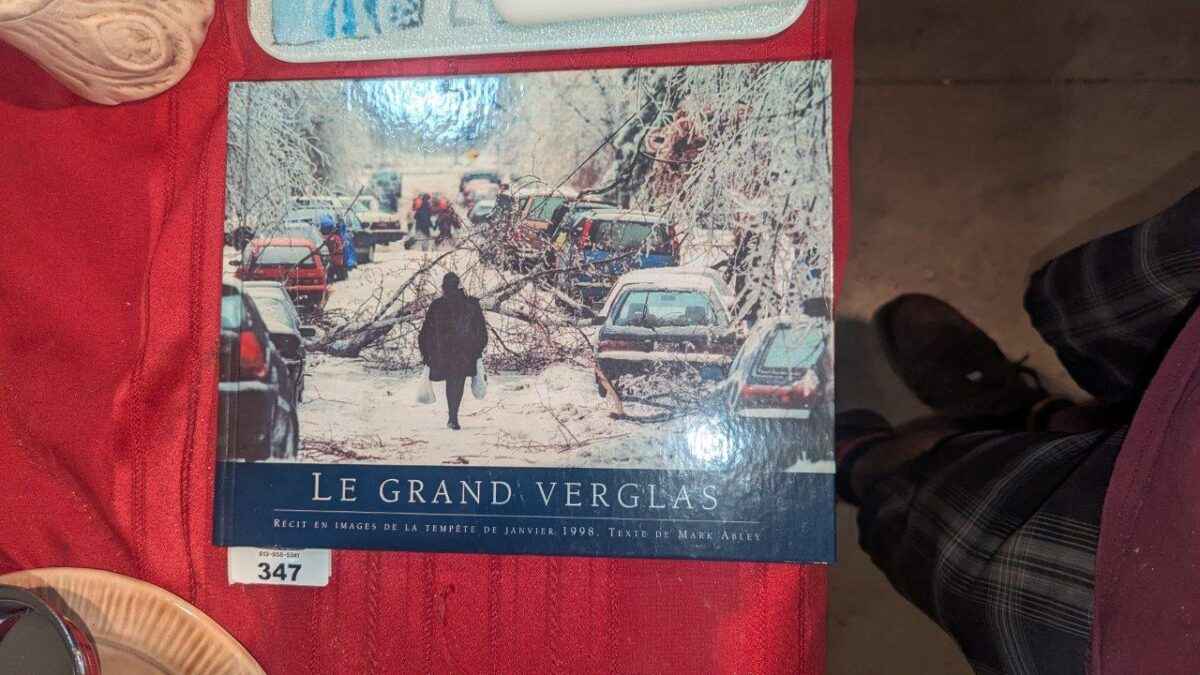 LE GRAND VERGLAS
RÉCIT EN IMAGES DE LA TEMPÊTE DE JANVIER 1998. TEXTE DE MARK ABLEY
347